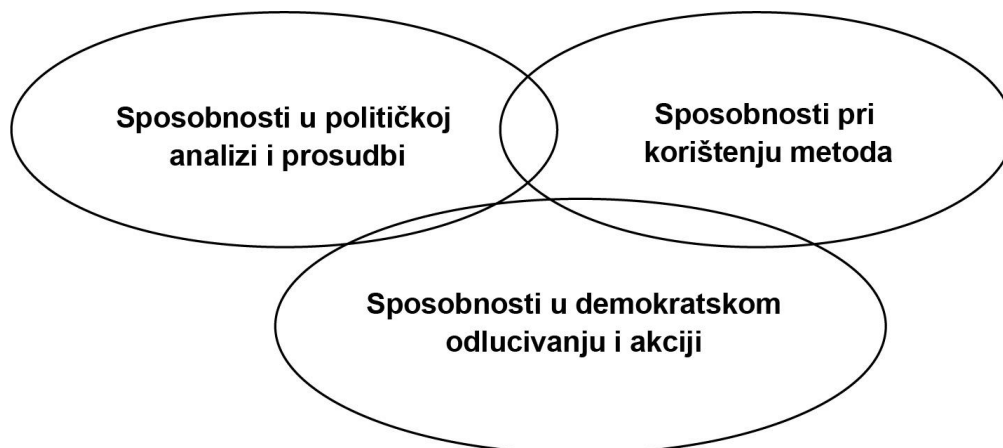 Sposobnosti u političkoj
analizi i prosudbi
Sposobnosti pri
korištenju metoda
Sposobnosti u demokratskom
odlucivanju i akciji